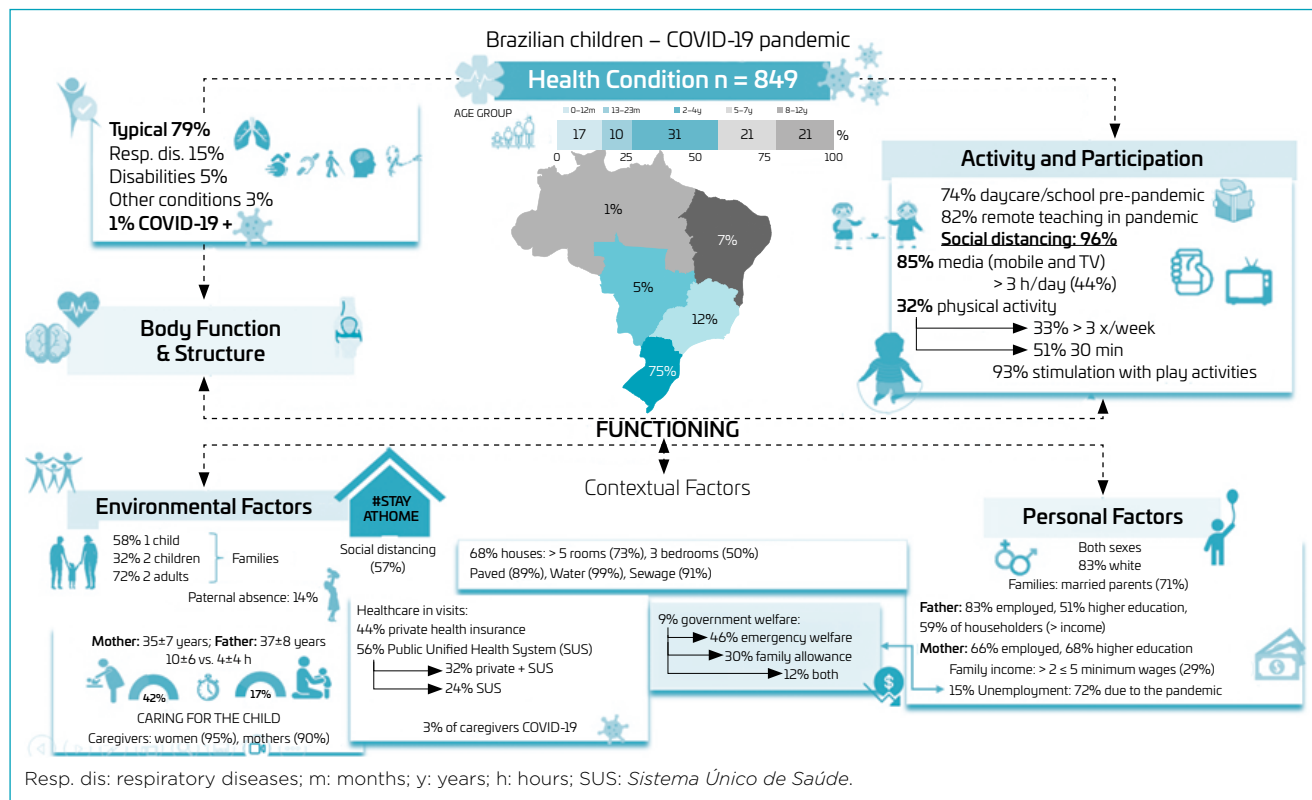 Brazilian children – COVID-19 pandemic
Health Condition n = 849
AGE GROUP
0–12m 13–23m 2–4y 5–7y 8–12y
17 10 31 21 21 %
0 25 50 75 100
Typical 79%
Resp. dis. 15%
Disabilities 5%
Other conditions 3%
1% COVID-19 +
Body Function
& Structure
1%
7%
5%
12%
75%
Activity and Participation
74% daycare/school pre-pandemic
82% remote teaching in pandemic
Social distancing: 96%
85% media (mobile and TV)
> 3 h/day (44%)
32% physical activity
33% > 3 x/week
51% 30 min
93% stimulation with play activities
FUNCTIONING
Contextual Factors
Environmental Factors
58% 1 child
32% 2 children
72% 2 adults
Families
Paternal absence: 14%
Mother: 35±7 years; Father: 37±8 years
10±6 vs. 4±4 h
42%
17%
CARING FOR THE CHILD
Caregivers: women (95%), mothers (90%)
#STAY
ATHOME
Social distancing
(57%)
68% houses: > 5 rooms (73%), 3 bedrooms (50%)
Paved (89%), Water (99%), Sewage (91%)
Healthcare in visits:
44% private health insurance
56% Public Unified Health System (SUS)
32% private + SUS
24% SUS
3% of caregivers COVID-19
9% government welfare:
46% emergency welfare
30% family allowance
12% both
$
Personal Factors
Both sexes
83% white
Families: married parents (71%)
Father: 83% employed, 51% higher education,
59% of householders (> income)
Mother: 66% employed, 68% higher education
Family income: > 2 ≤ 5 minimum wages (29%)
15% Unemployment: 72% due to the pandemic
$
Resp. dis: respiratory diseases; m: months; y: years; h: hours; SUS: Sistema Único de Saúde.